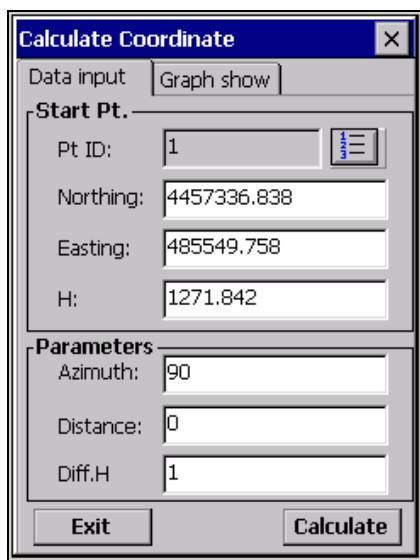 Calculate Coordinate
Data input Graph show
Start Pt.
Pt ID: 1
Northing: 4457336.838
Easting: 485549.758
H: 1271.842
Parameters
Azimuth: 90
Distance: 0
Diff.H 1
Exit Calculate